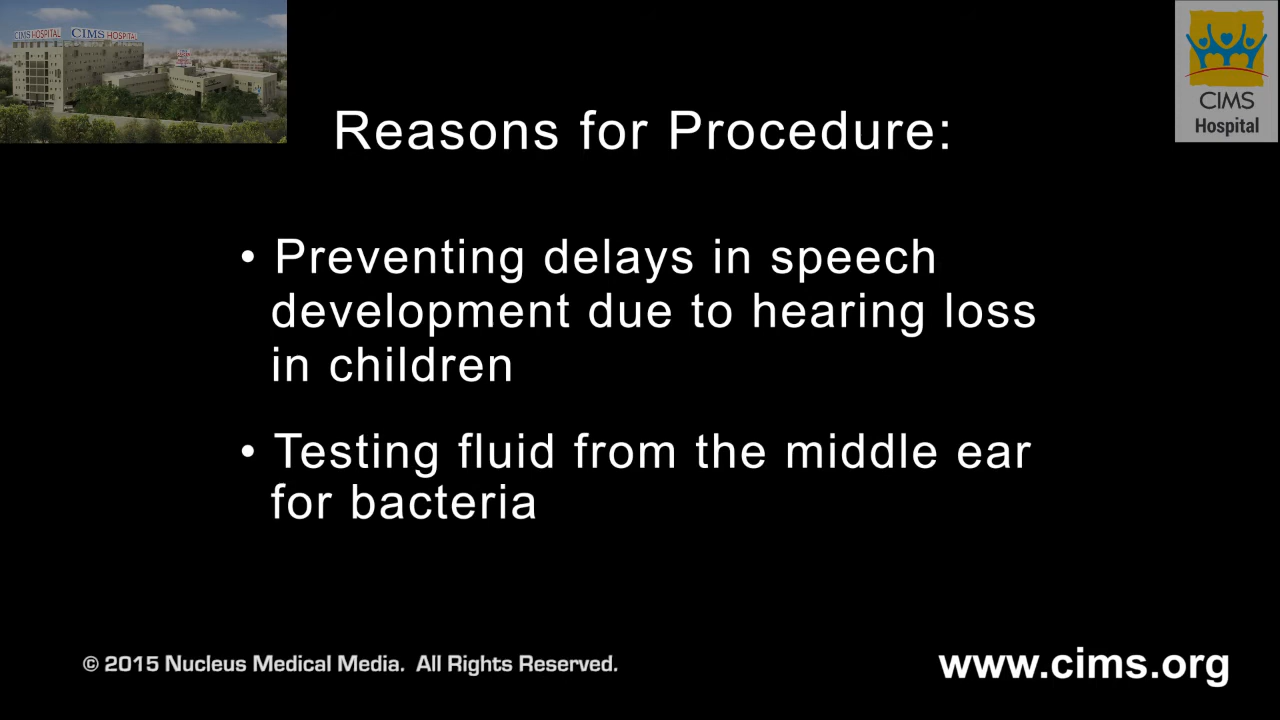 CIMS HOSPITAL CIMS HOSPITAL
CIMS
Hospital
Reasons for Procedure:
• Preventing delays in speech
development due to hearing loss
in children
• Testing fluid from the middle ear
for bacteria
© 2015 Nucleus Medical Media. All Rights Reserved.
www.cims.org